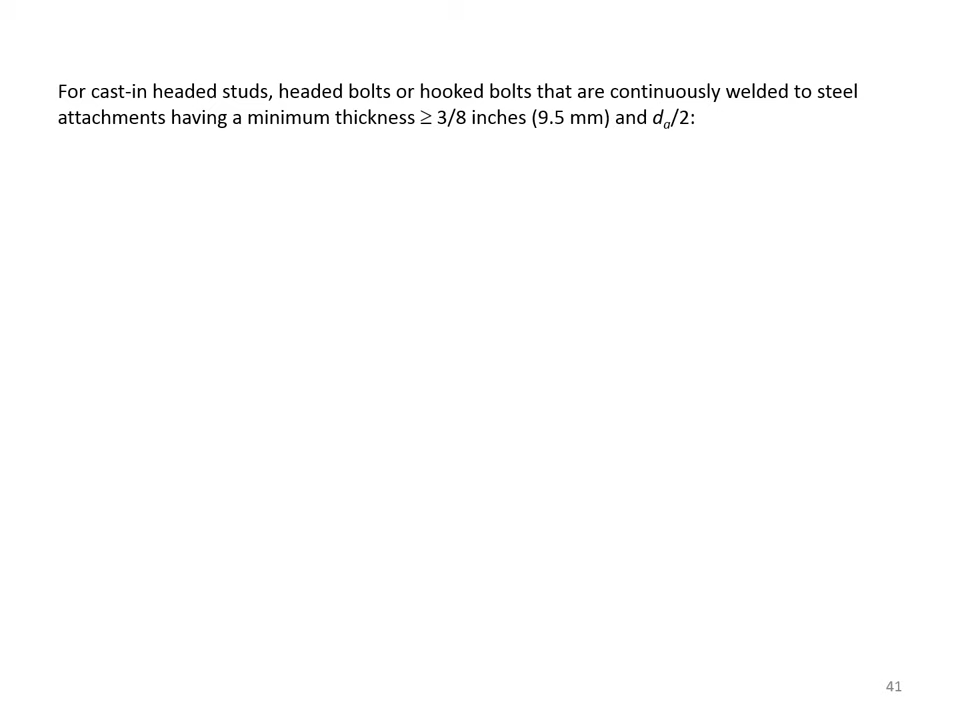 For cast-in headed studs, headed bolts or hooked bolts that are continuously welded to steel
attachments having a minimum thickness ≥ 3/8 inches (9.5 mm) and da/2:
41